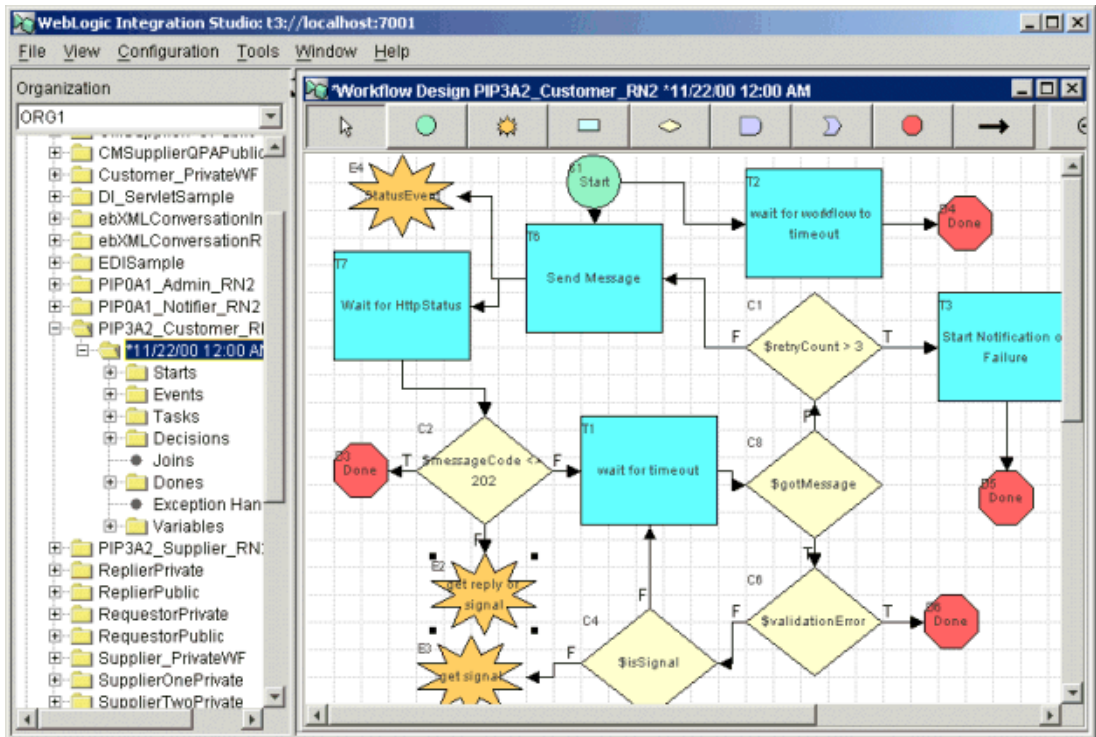 WebLogic Integration Studio: t3://localhost:7001
File View Configuration Tools Window Help
Organization
ORG1
CMSupplierQPAPublic
Customer_PrivateWF
DI_ServletSample
ebXMLConversationIn
ebXMLConversationR
EDISample
PIP0A1_Admin_RN2
PIP0A1_Notifier_RN2
PIP3A2_Customer_RI
*11/22/00 12:00 AM
Starts
Events
Tasks
Decisions
Joins
Dones
Exception Han
Variables
PIP3A2_Supplier_RN
ReplierPrivate
ReplierPublic
RequestorPrivate
RequestorPublic
Supplier_PrivateWF
SupplierOnePrivate
SupplierTwoPrivate
*Workflow Design PIP3A2_Customer_RN2 *11/22/00 12:00 AM
E4
StatusEvent
S1
Start
T2
wait for workflow to
timeout
Done
T6
Send Message
T7
Wait for HttpStatus
C1
$retryCount > 3
F
T
T3
Start Notification o
Failure
C2
$messageCode <>
202
T
F
F
Done
T1
wait for timeout
C8
$gotMessage
F
T
Done
E2
get reply or
signal
C6
$validationError
F
T
Done
C4
$isSignal
F
F
E3
get signal